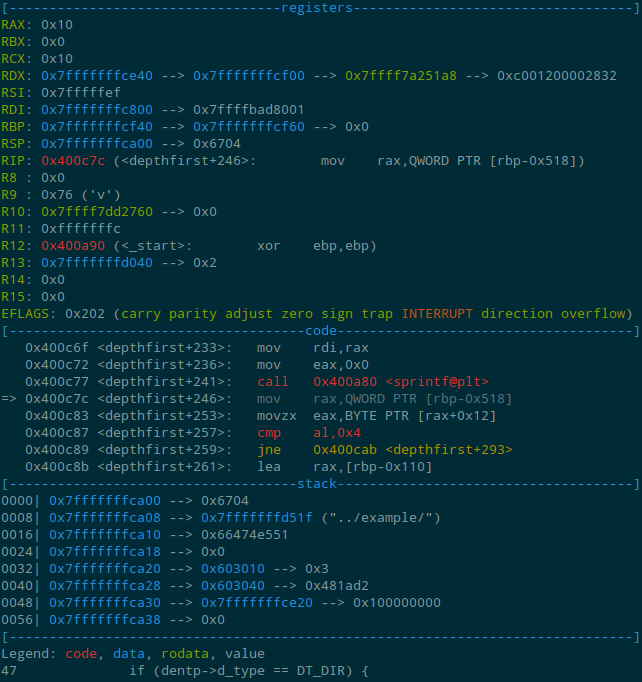 [----------------------------------registers-----------------------------------]
RAX: 0x10
RBX: 0x0
RCX: 0x10
RDX: 0x7fffffffce40 --> 0x7fffffffcf00 --> 0x7ffff7a251a8 --> 0xc001200002832
RSI: 0x7fffffef
RDI: 0x7fffffffc800 --> 0x7ffffbad8001
RBP: 0x7fffffffcf40 --> 0x7fffffffcf60 --> 0x0
RSP: 0x7fffffffca00 --> 0x6704
RIP: 0x400c7c (<depthfirst+246>:        mov    rax,QWORD PTR [rbp-0x518])
R8 : 0x0
R9 : 0x76 ('v')
R10: 0x7ffff7dd2760 --> 0x0
R11: 0xfffffffc
R12: 0x400a90 (<_start>:        xor    ebp,ebp)
R13: 0x7fffffffd040 --> 0x2
R14: 0x0
R15: 0x0
EFLAGS: 0x202 (carry parity adjust zero sign trap INTERRUPT direction overflow)
[-------------------------------------code-------------------------------------]
   0x400c6f <depthfirst+233>:   mov    rdi,rax
   0x400c72 <depthfirst+236>:   mov    eax,0x0
   0x400c77 <depthfirst+241>:   call   0x400a80 <sprintf@plt>
=> 0x400c7c <depthfirst+246>:   mov    rax,QWORD PTR [rbp-0x518]
   0x400c83 <depthfirst+253>:   movzx  eax,BYTE PTR [rax+0x12]
   0x400c87 <depthfirst+257>:   cmp    al,0x4
   0x400c89 <depthfirst+259>:   jne    0x400cab <depthfirst+293>
   0x400c8b <depthfirst+261>:   lea    rax,[rbp-0x110]
[------------------------------------stack-------------------------------------]
0000| 0x7fffffffca00 --> 0x6704
0008| 0x7fffffffca08 --> 0x7fffffffd51f ("../example/")
0016| 0x7fffffffca10 --> 0x66474e551
0024| 0x7fffffffca18 --> 0x0
0032| 0x7fffffffca20 --> 0x603010 --> 0x3
0040| 0x7fffffffca28 --> 0x603040 --> 0x481ad2
0048| 0x7fffffffca30 --> 0x7fffffffce20 --> 0x100000000
0056| 0x7fffffffca38 --> 0x0
[------------------------------------------------------------------------------]
Legend: code, data, rodata, value
47              if (dentp->d_type == DT_DIR) {